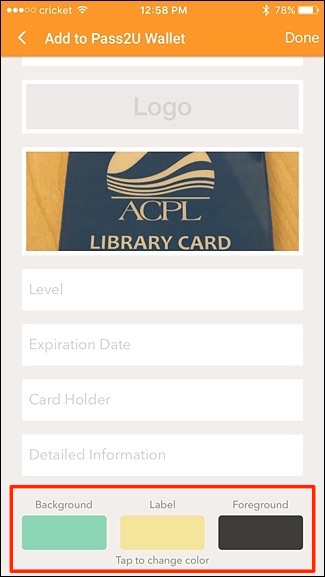 cricket 12:58 PM 78%
Add to Pass2U Wallet Done
Logo
ACPL
LIBRARY CARD
Level
Expiration Date
Card Holder
Detailed Information
Background Label Foreground
Tap to change color